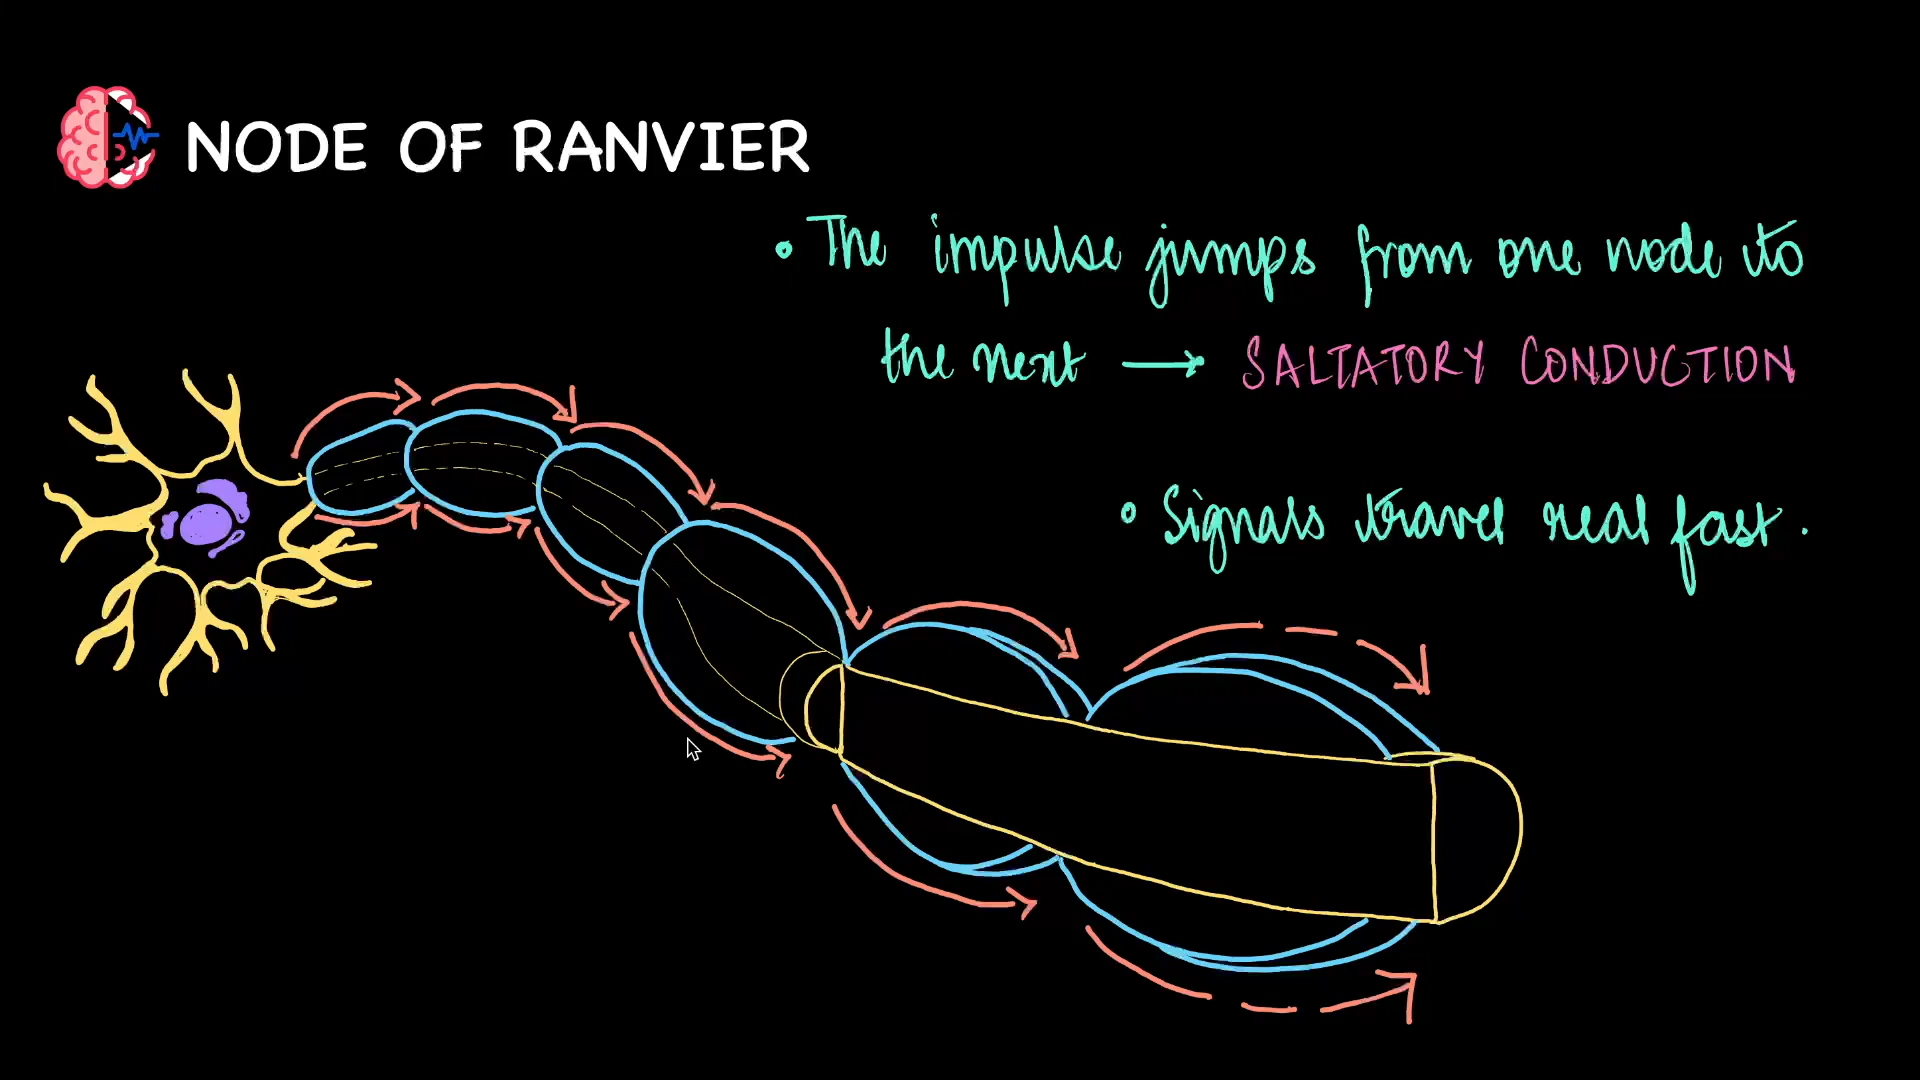 NODE OF RANVIER
• The impulse jumps from one node to
the next → SALTATORY CONDUCTION
• Signals travel real fast.